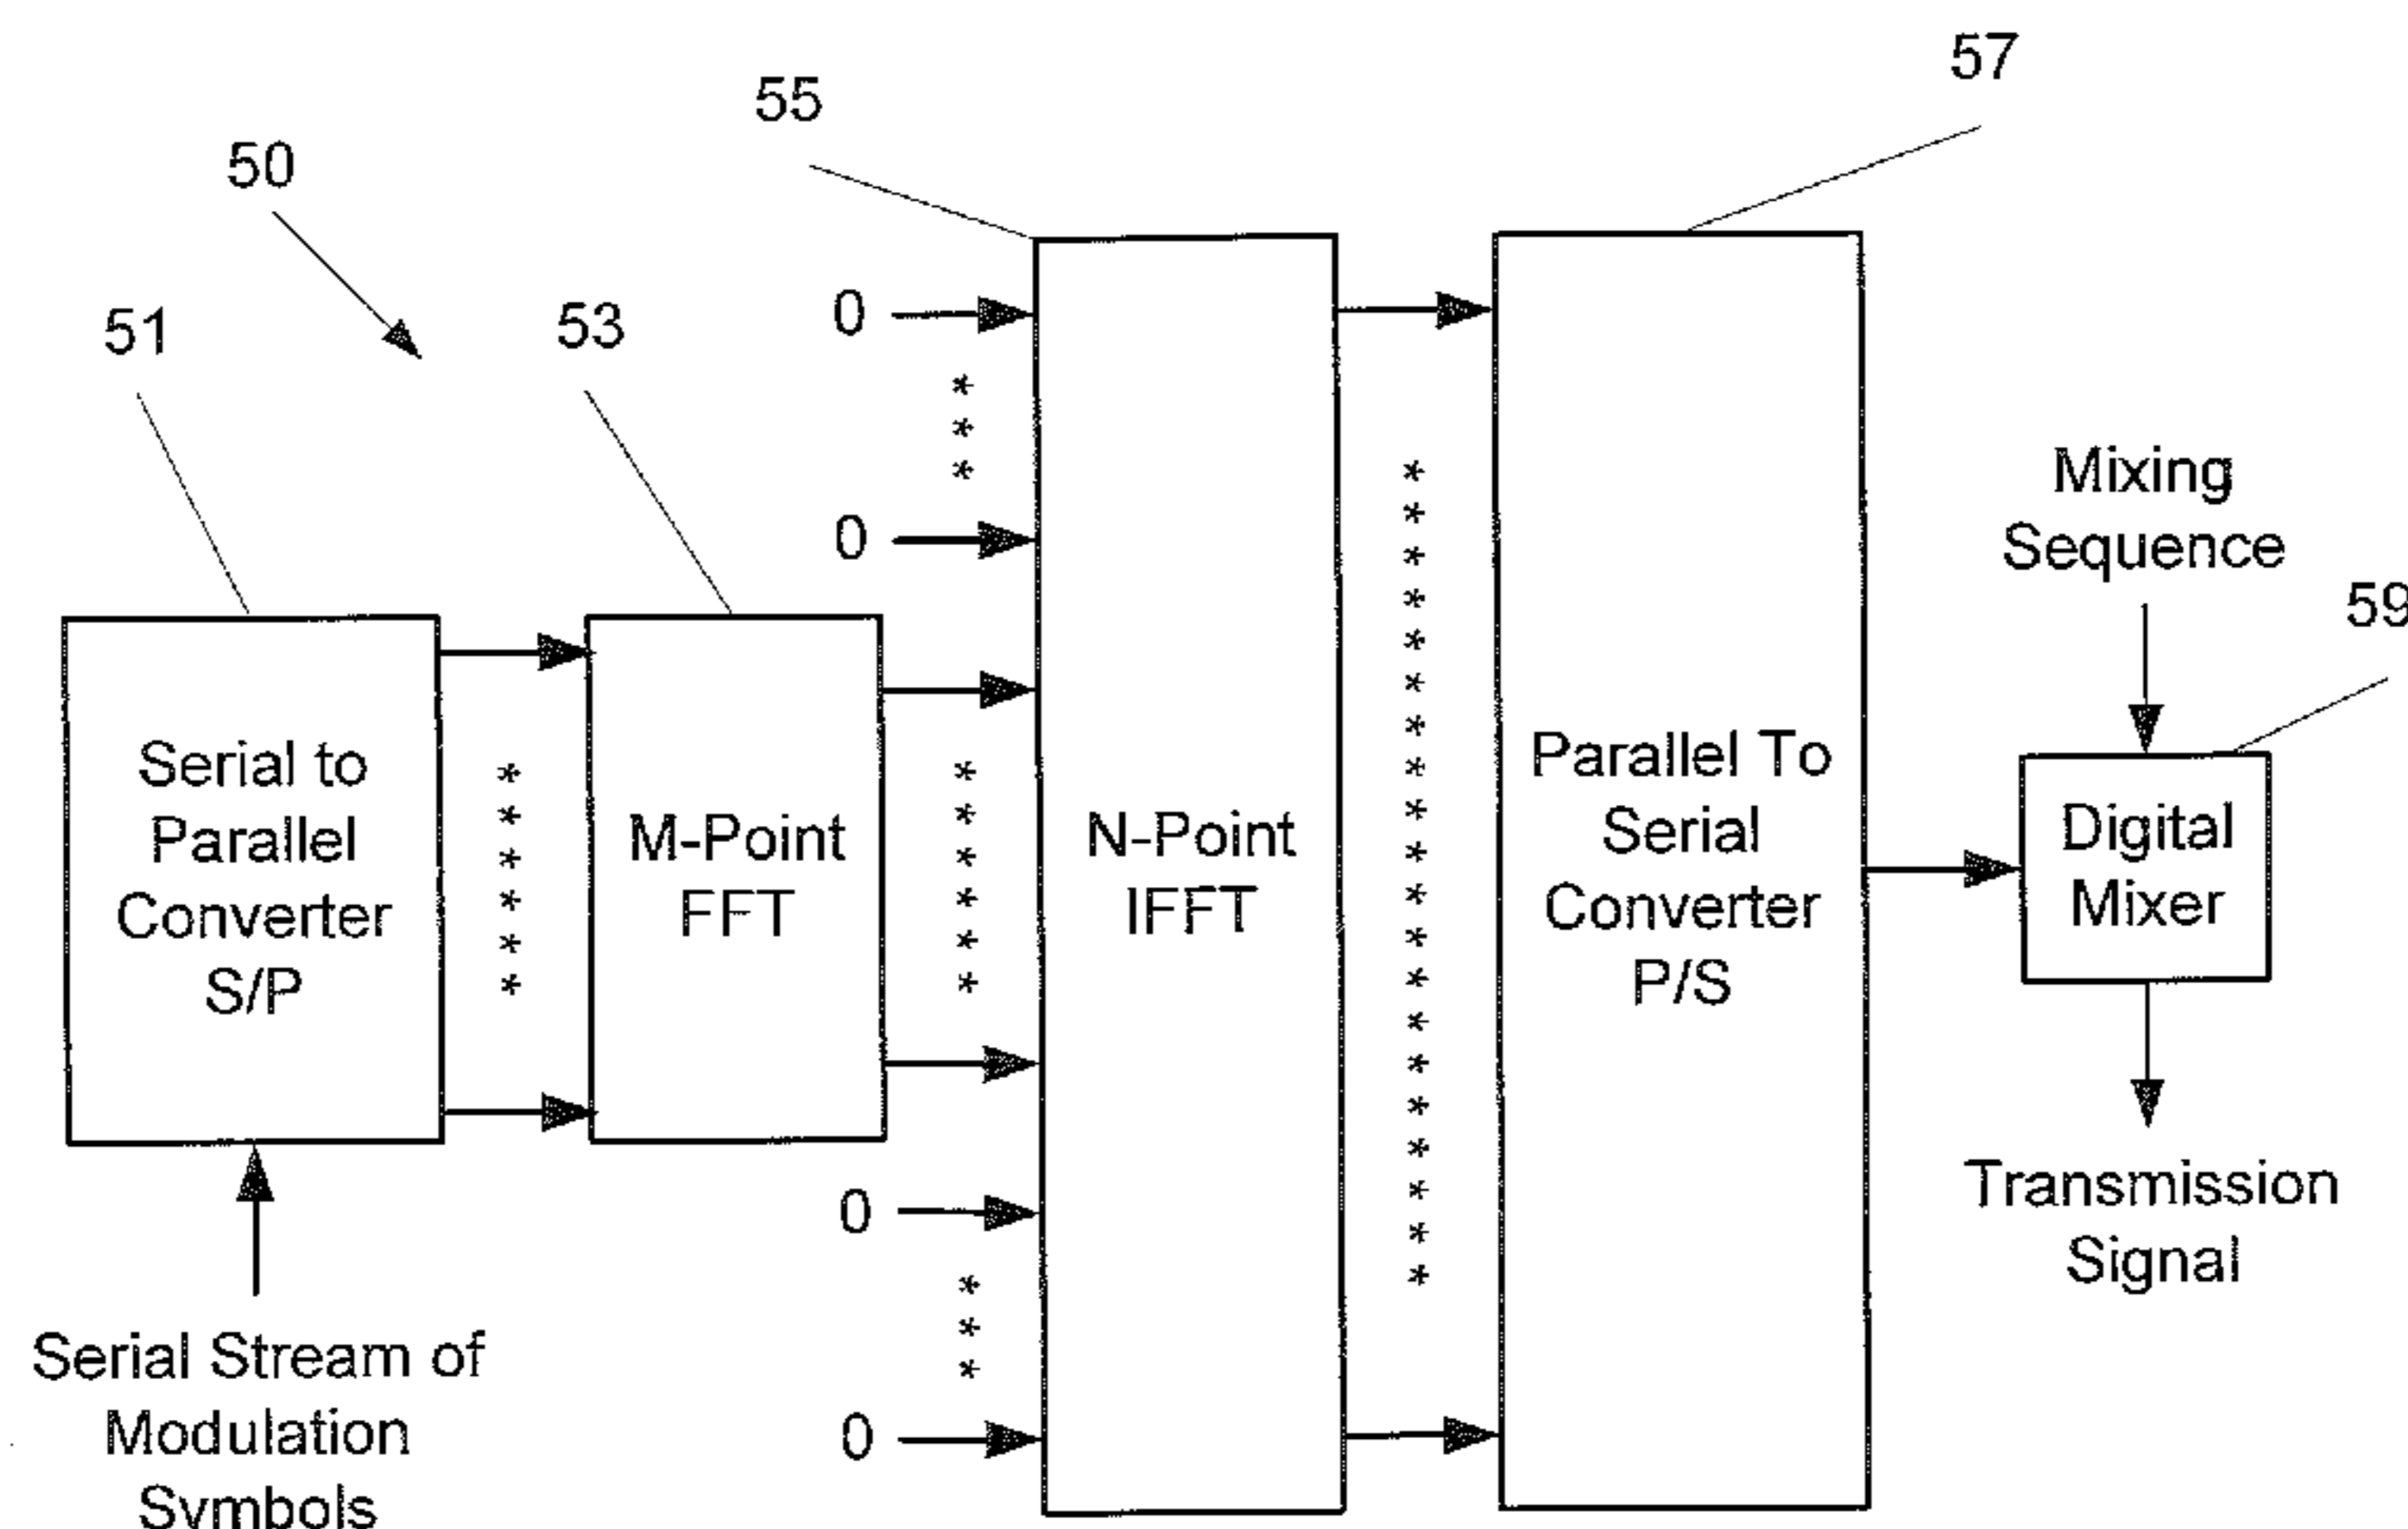 57
55
50
51
53
0
*
*
*
0
Mixing
Sequence
59
Serial to
Parallel
Converter
S/P
* * * * * *
M-Point
FFT
* * * * * *
N-Point
IFFT
* * * * * * * * * * * * * * * * * * * *
Parallel To
Serial
Converter
P/S
Digital
Mixer
0
*
*
*
0
Transmission
Signal
Serial Stream of
Modulation
Symbols